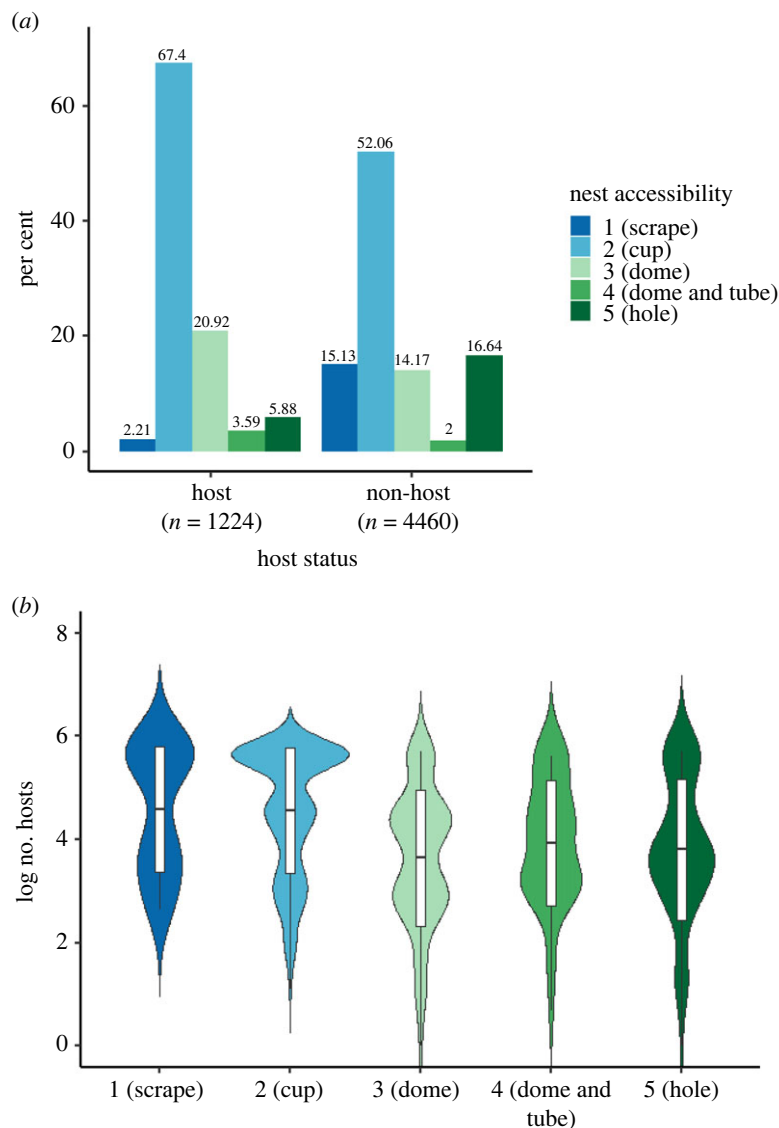 (a)
67.4
52.06
20.92
16.64
15.13
14.17
5.88
3.59
2.21
2
60
40
20
0
per cent
host
(n = 1224)
non-host
(n = 4460)
host status
nest accessibility
1 (scrape)
2 (cup)
3 (dome)
4 (dome and tube)
5 (hole)
(b)
8
6
4
2
0
log no. hosts
1 (scrape)
2 (cup)
3 (dome)
4 (dome and
tube)
5 (hole)